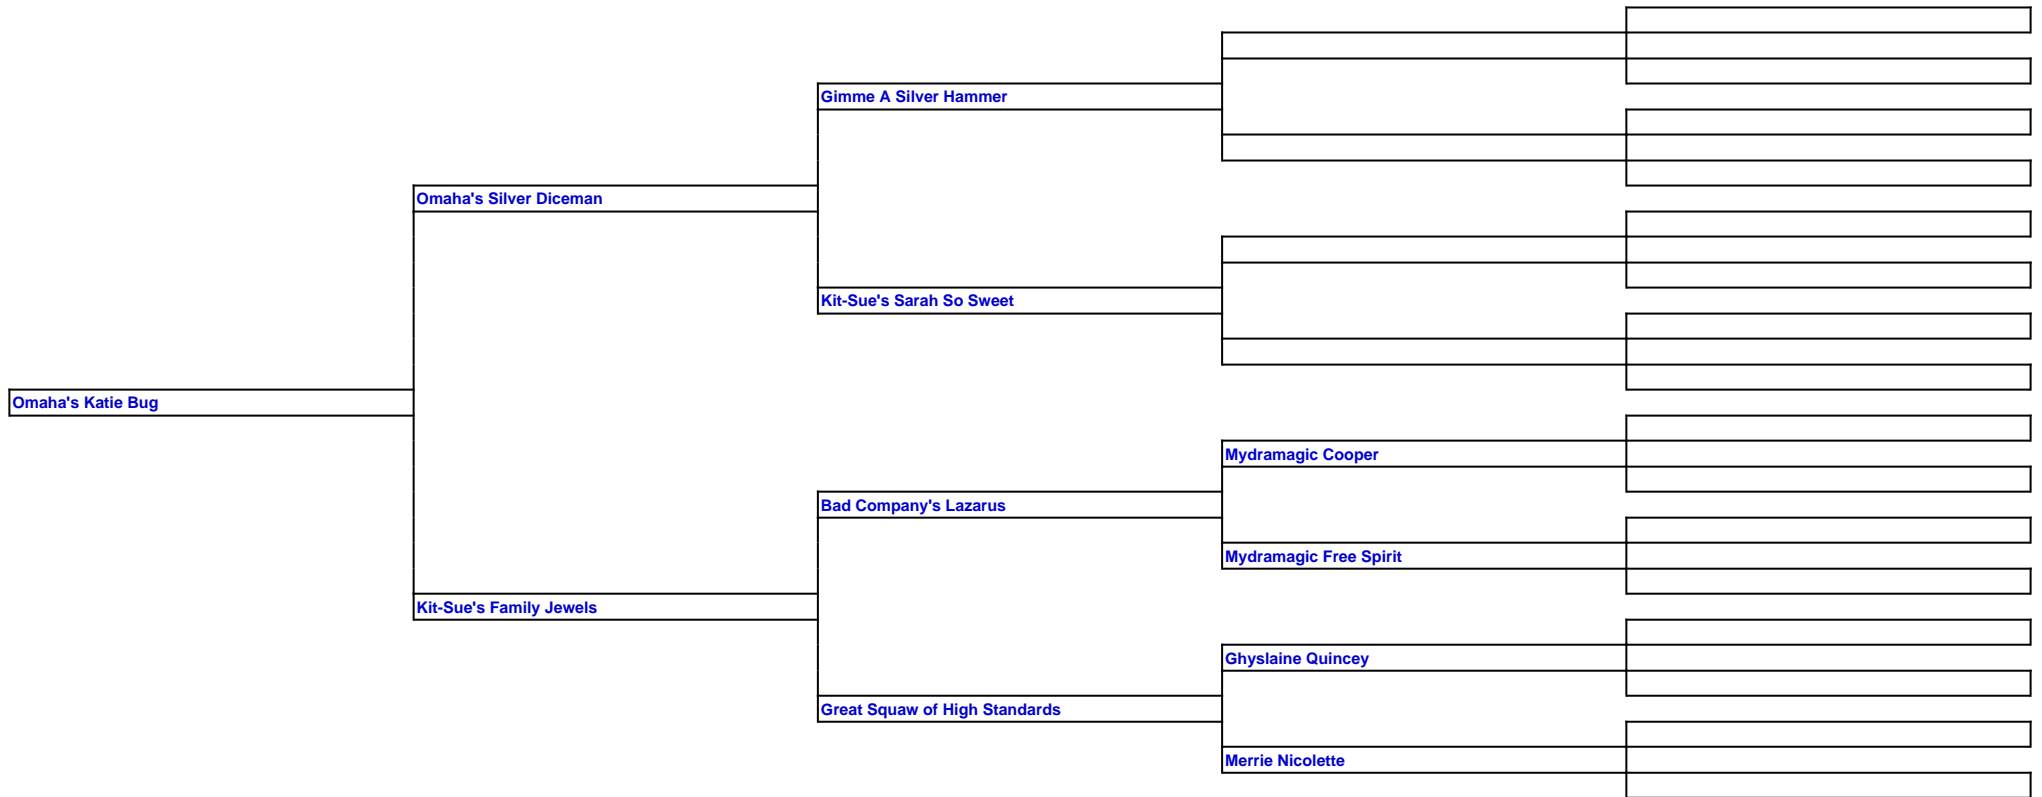 Gimme A Silver Hammer
Omaha's Silver Diceman
Kit-Sue's Sarah So Sweet
Omaha's Katie Bug
Mydramagic Cooper
Bad Company's Lazarus
Mydramagic Free Spirit
Kit-Sue's Family Jewels
Ghyslaine Quincey
Great Squaw of High Standards
Merrie Nicolette